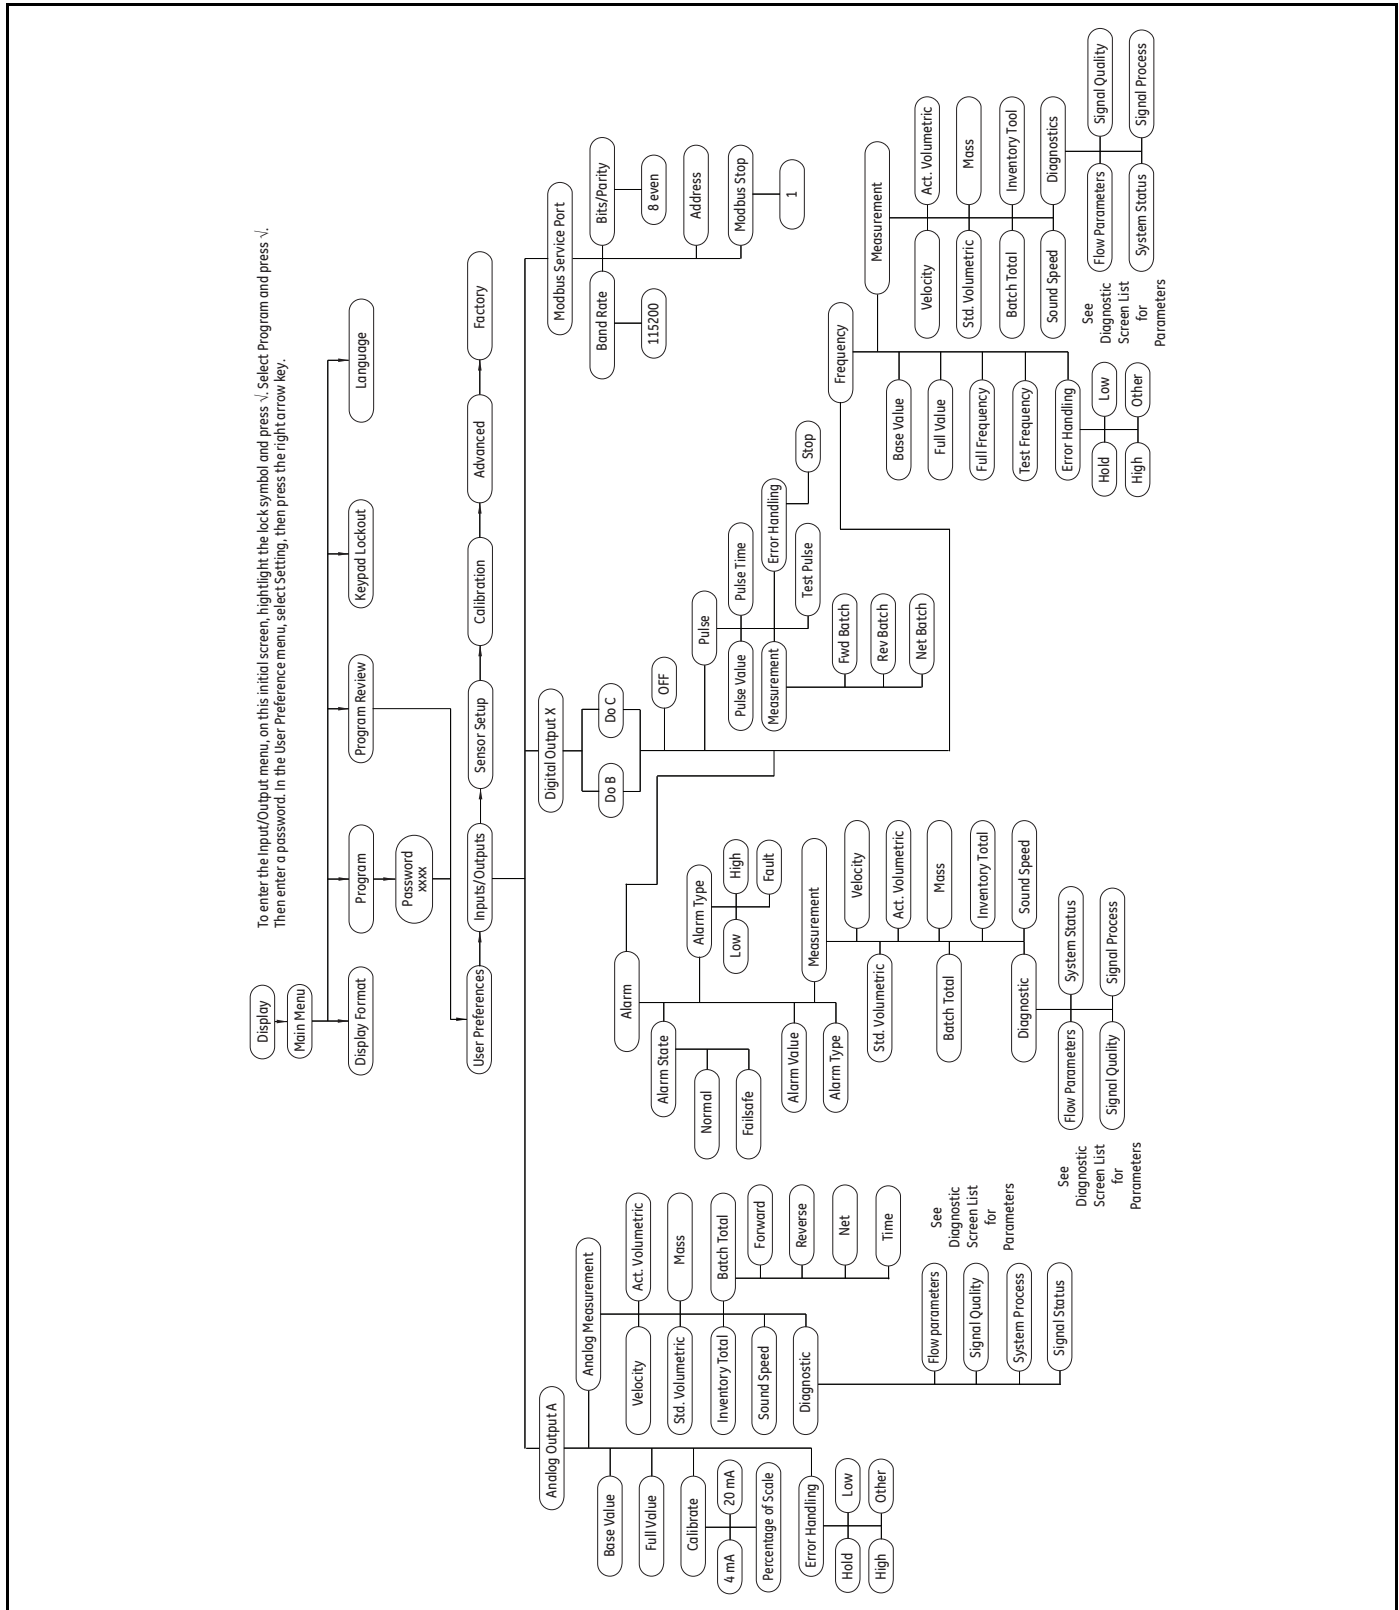 To enter the Input/Output menu, on this initial screen, hightlight the lock symbol and press √. Select Program and press √.
Then enter a password. In the User Preference menu, select Setting, then press the right arrow key.
Display
Main Menu
Display Format
Program
Program Review
Keypad Lockout
Language
Password
xxxx
User Preferences
Inputs/Outputs
Sensor Setup
Calibration
Advanced
Factory
Analog Output A
Digital Output X
Modbus Service Port
Base Value
Full Value
Calibrate
4 mA
20 mA
Percentage of Scale
Error Handling
Hold
Low
High
Other
Analog Measurement
Velocity
Act. Volumetric
Std. Volumetric
Mass
Inventory Total
Batch Total
Forward
Reverse
Net
Time
Sound Speed
Diagnostic
Flow parameters
Signal Quality
System Process
Signal Status
See
Diagnostic
Screen List
for
Parameters
Do B
Do C
OFF
Alarm
Alarm State
Normal
Failsafe
Alarm Type
Low
High
Fault
Alarm Value
Alarm Type
Measurement
Velocity
Std. Volumetric
Act. Volumetric
Mass
Batch Total
Inventory Total
Sound Speed
Diagnostic
Flow Parameters
System Status
Signal Quality
Signal Process
See
Diagnostic
Screen List
for
Parameters
Pulse
Pulse Value
Pulse Time
Measurement
Error Handling
Stop
Test Pulse
Fwd Batch
Rev Batch
Net Batch
Frequency
Base Value
Full Value
Full Frequency
Test Frequency
Error Handling
Hold
Low
High
Other
Measurement
Velocity
Act. Volumetric
Std. Volumetric
Mass
Batch Total
Inventory Tool
Sound Speed
Diagnostics
Flow Parameters
Signal Quality
System Status
Signal Process
See
Diagnostic
Screen List
for
Parameters
Band Rate
Bits/Parity
115200
8 even
Address
Modbus Stop
1